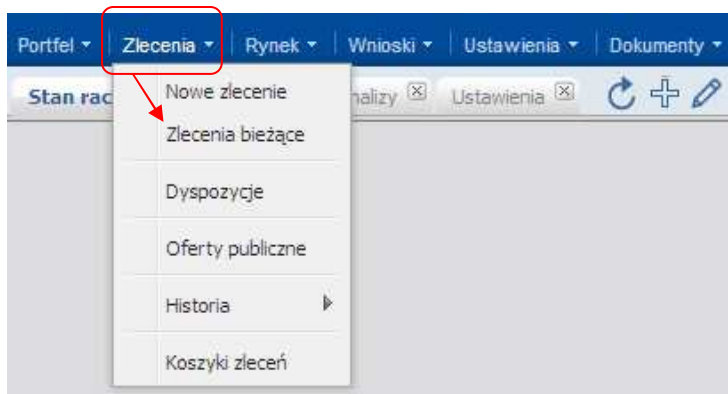 Portfel Zlecenia Rynek Wnioski Ustawienia Dokumenty
Stan rac nalizy Ustawienia
Nowe zlecenie
Zlecenia bieżące
Dyspozycje
Oferty publiczne
Historia
Koszyki zleceń